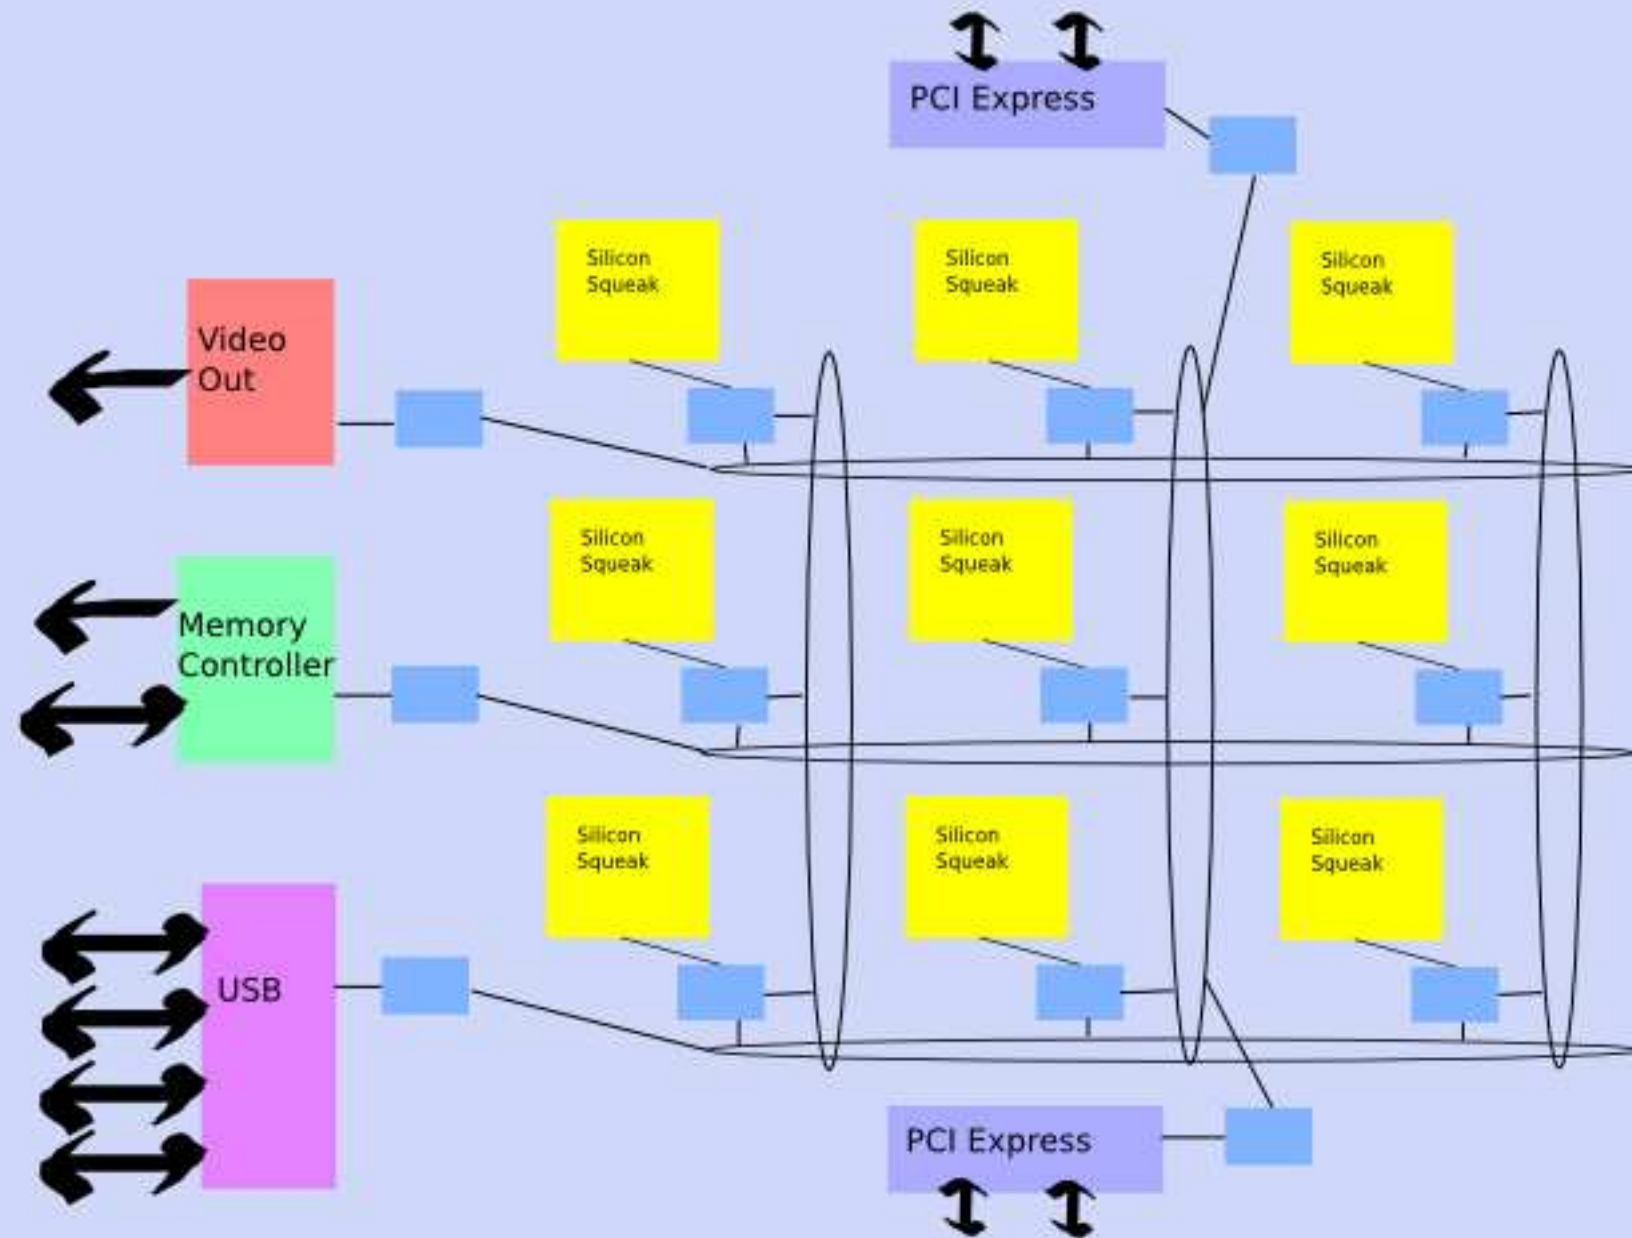 PCI Express
Silicon
Squeak
Silicon
Squeak
Silicon
Squeak
Video
Out
Silicon
Squeak
Silicon
Squeak
Silicon
Squeak
Memory
Controller
Silicon
Squeak
Silicon
Squeak
Silicon
Squeak
USB
PCI Express